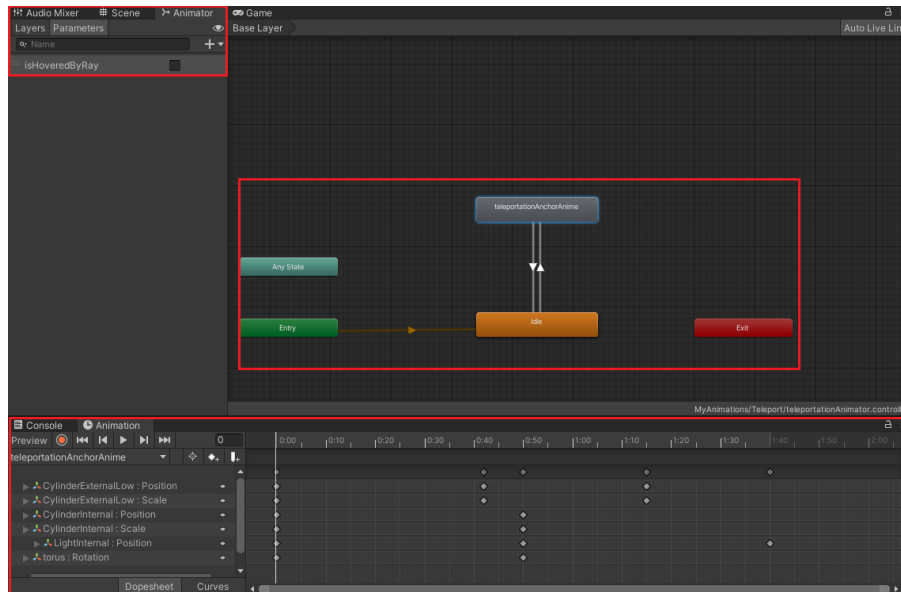 Audio Mixer Scene Animator Game
Layers Parameters Base Layer Auto Live Lin
Name
isHoveredByRay
teleportationAnchorAnime
Any State
Idle
Entry
Exit
MyAnimations/Teleport/teleportationAnimator.controll
Console Animation
Preview 0 0:00 0:10 0:20 0:30 0:40 0:50 1:00 1:10 1:20 1:30 1:40 1:50 2:00
teleportationAnchorAnime
CylinderExternalLow : Position
CylinderExternalLow : Scale
CylinderInternal : Position
CylinderInternal : Scale
LightInternal : Position
torus : Rotation
Dopesheet Curves